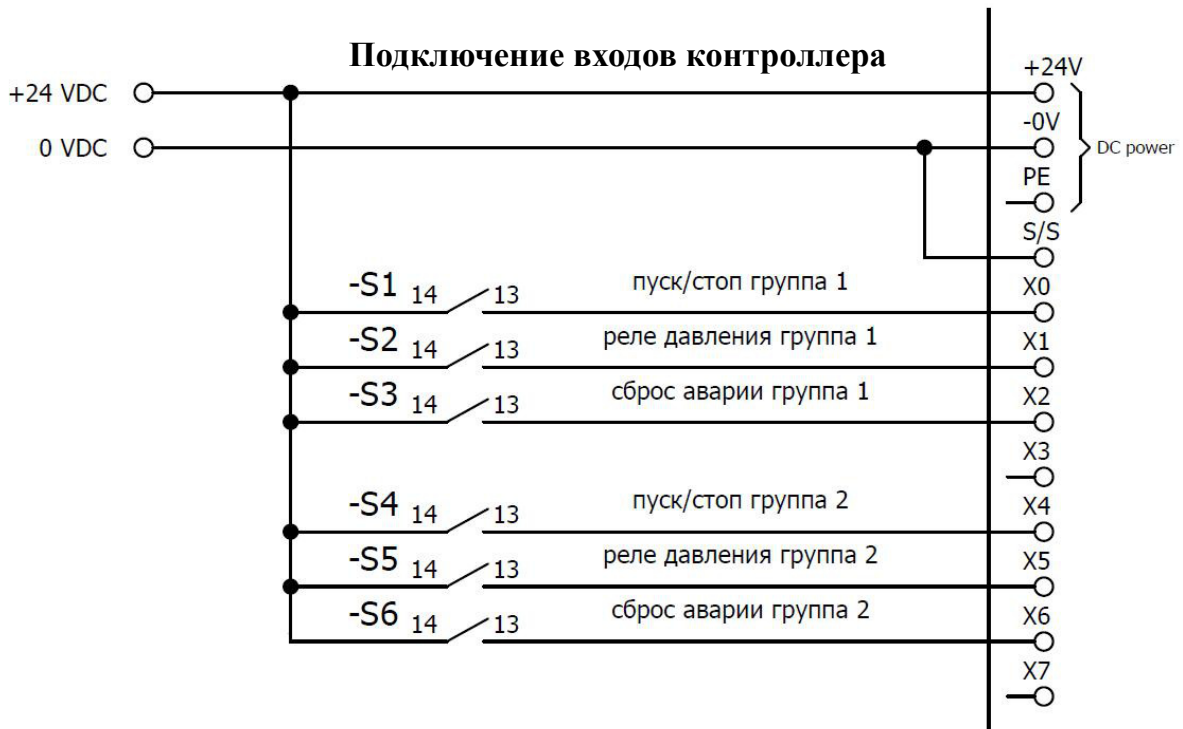 Подключение входов контроллера
+24V
+24 VDC
-0V
0 VDC
DC power
PE
S/S
-S1 14 13 пуск/стоп группа 1 X0
-S2 14 13 реле давления группа 1 X1
-S3 14 13 сброс аварии группа 1 X2
X3
-S4 14 13 пуск/стоп группа 2 X4
-S5 14 13 реле давления группа 2 X5
-S6 14 13 сброс аварии группа 2 X6
X7